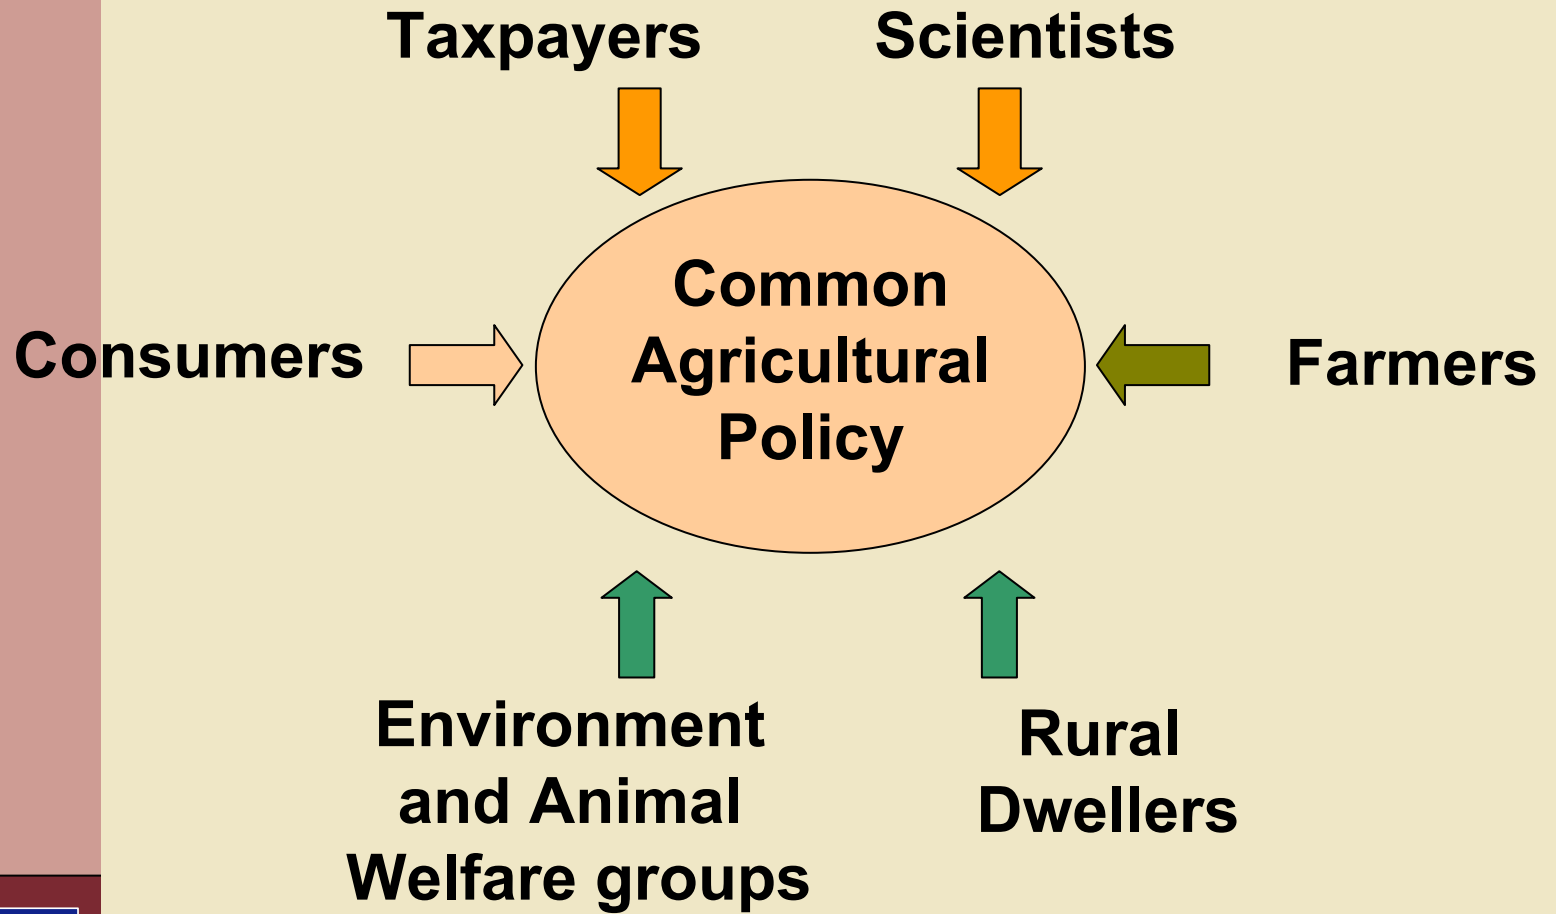 Taxpayers
Scientists
Common
Agricultural
Policy
Consumers
Farmers
Environment
and Animal
Welfare groups
Rural
Dwellers